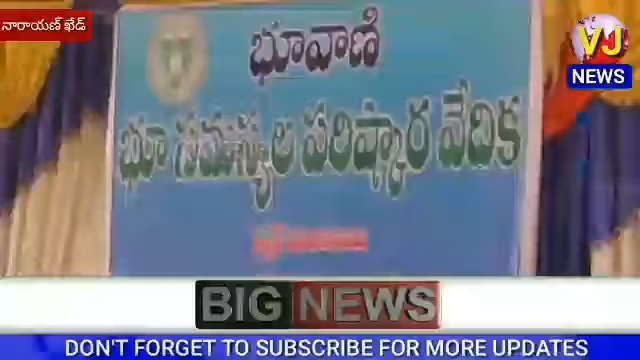 నారాయణ్ ఖేడ్
VJ
NEWS
భూవాణి
భూ సమస్యల పరిష్కార వేదిక
BIG NEWS
DON'T FORGET TO SUBSCRIBE FOR MORE UPDATES